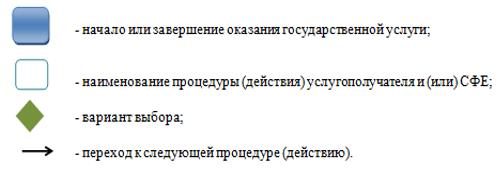 - начало или завершение оказания государственной услуги;
- наименование процедуры (действия) услугополучателя и (или) СФЕ;
- вариант выбора;
- переход к следующей процедуре (действию).